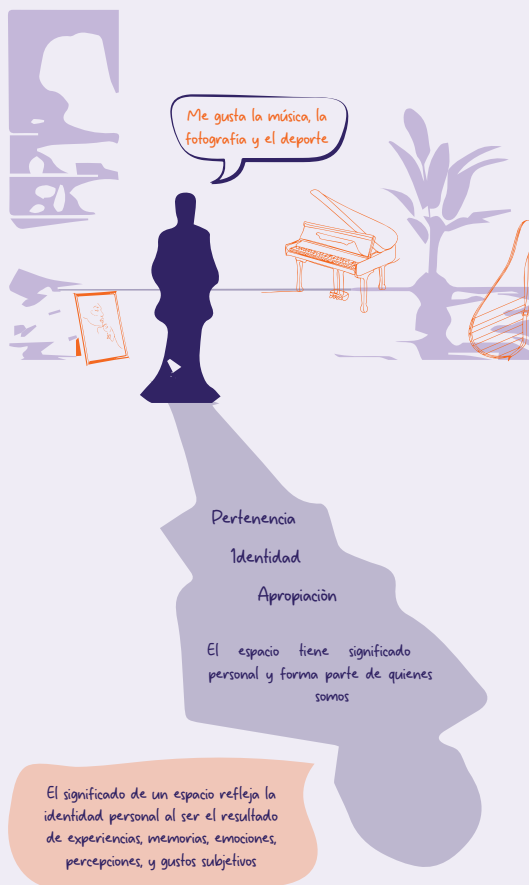 Me gusta la música, la
fotografia y el deporte
Pertenencia
Identidad
Apropiaciòn
El espacio tiene significado
personal y forma parte de quienes
somos
El significado de un espacio refleja la
identidad personal al ser el resultado
de experiencias, memorias, emociones,
percepciones, y gustos subjetivos